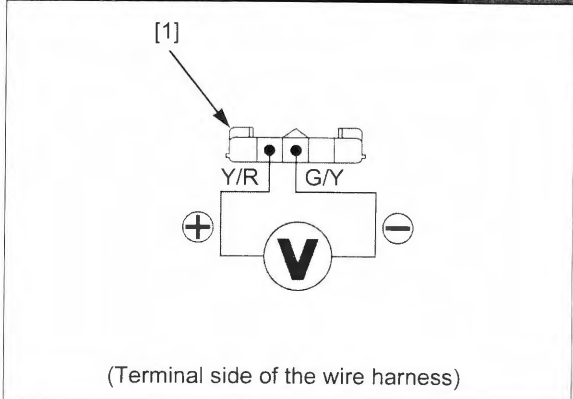 [1]
Y/R G/Y
+ V −
(Terminal side of the wire harness)